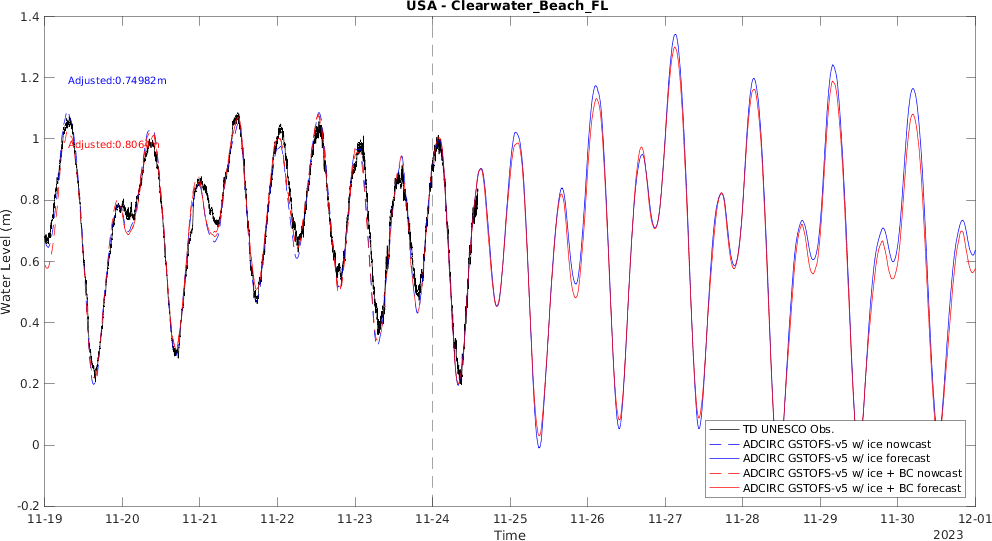 USA - Clearwater_Beach_FL
1.4
1.2
1
0.8
0.6
0.4
0.2
0
-0.2
Water Level (m)
Adjusted:0.74982m
TD UNESCO Obs.
ADCIRC GSTOFS-v5 w/ ice nowcast
ADCIRC GSTOFS-v5 w/ ice forecast
ADCIRC GSTOFS-v5 w/ ice + BC nowcast
ADCIRC GSTOFS-v5 w/ ice + BC forecast
11-19 11-20 11-21 11-22 11-23 11-24 11-25 11-26 11-27 11-28 11-29 11-30 12-01
Time
2023